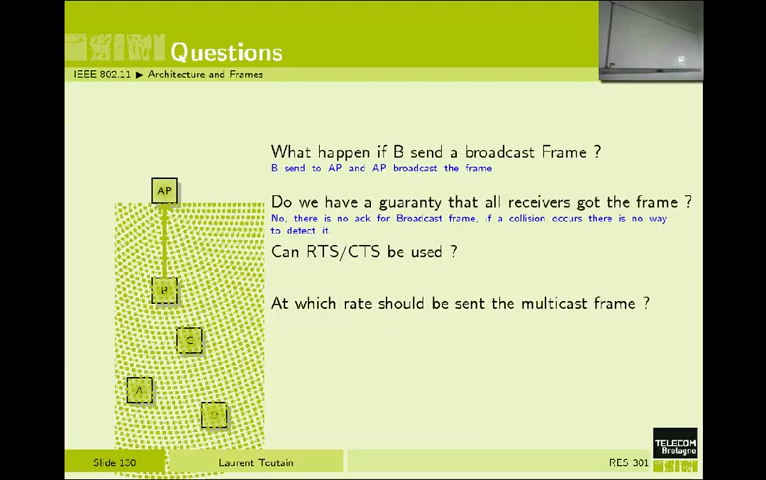 Questions
IEEE 802.11 ▶ Architecture and Frames
What happen if B send a broadcast Frame ?
B send to AP and AP broadcast the frame
Do we have a guaranty that all receivers got the frame ?
No, there is no ack for Broadcast frame, if a collision occurs there is no way
to detect it.
Can RTS/CTS be used ?
At which rate should be sent the multicast frame ?
AP
B
C
A
D
TELECOM
Bretagne
Slide 130
Laurent Toutain
RES 301